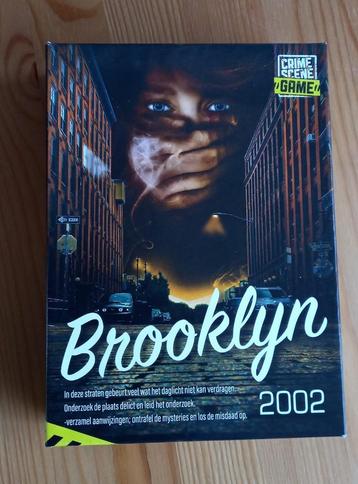 CRIME
SCENE
GAME
Brooklyn
In deze straten gebeurt veel wat het daglicht niet kan verdragen.
Onderzoek de plaats delict en leid het onderzoek.
-verzamel aanwijzingen; ontrafel de mysteries en los de misdaad op.
2002